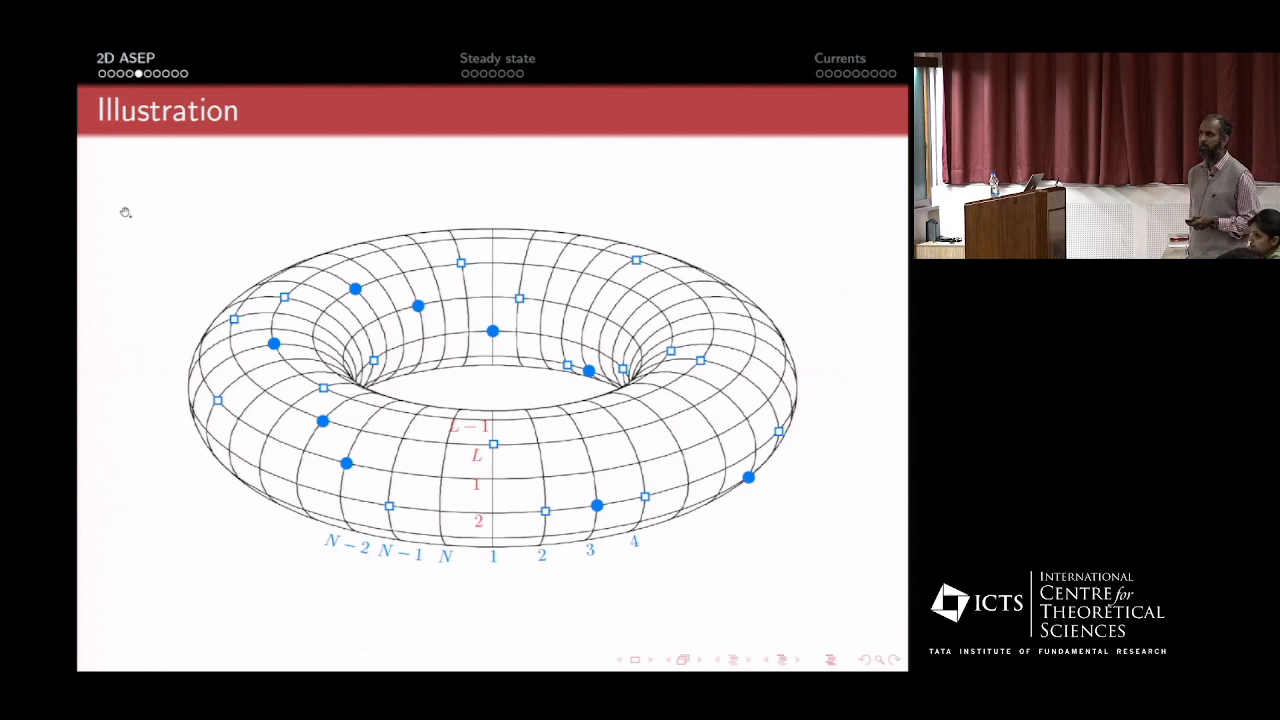 2D ASEP
Steady state
Currents
Illustration
L − 1
L
1
2
N − 2 N − 1 N 1 2 3 4
ICTS
INTERNATIONAL
CENTRE for
THEORETICAL
SCIENCES
TATA INSTITUTE OF FUNDAMENTAL RESEARCH